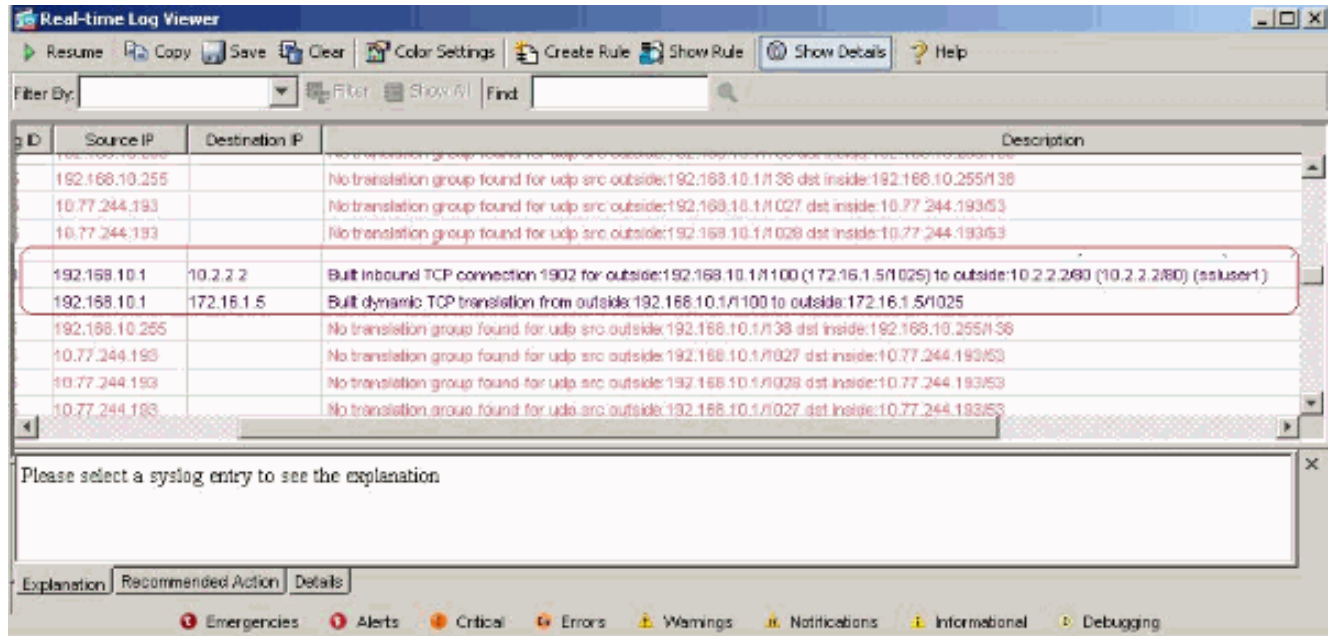 Real-time Log Viewer
Resume Copy Save Clear Color Settings Create Rule Show Rule Show Details Help
Filter By: Filter Show All Find:
g ID Source IP Destination IP Description
192.168.10.255 No translation group found for udp src outside:192.168.10.1/138 dst inside:192.168.10.255/138
10.77.244.193 No translation group found for udp src outside:192.168.10.1/1027 dst inside:10.77.244.193/53
10.77.244.193 No translation group found for udp src outside:192.168.10.1/1028 dst inside:10.77.244.193/53
192.168.10.1 10.2.2.2 Built inbound TCP connection 1902 for outside:192.168.10.1/1100 (172.16.1.5/1025) to outside:10.2.2.2/80 (10.2.2.2/80) (ssluser1)
192.168.10.1 172.16.1.5 Built dynamic TCP translation from outside:192.168.10.1/1100 to outside:172.16.1.5/1025
192.168.10.255 No translation group found for udp src outside:192.168.10.1/138 dst inside:192.168.10.255/138
10.77.244.193 No translation group found for udp src outside:192.168.10.1/1027 dst inside:10.77.244.193/53
10.77.244.193 No translation group found for udp src outside:192.168.10.1/1028 dst inside:10.77.244.193/53
10.77.244.193 No translation group found for udp src outside:192.168.10.1/1027 dst inside:10.77.244.193/53
Please select a syslog entry to see the explanation
Explanation Recommended Action Details
Emergencies Alerts Critical Errors Warnings Notifications Informational Debugging